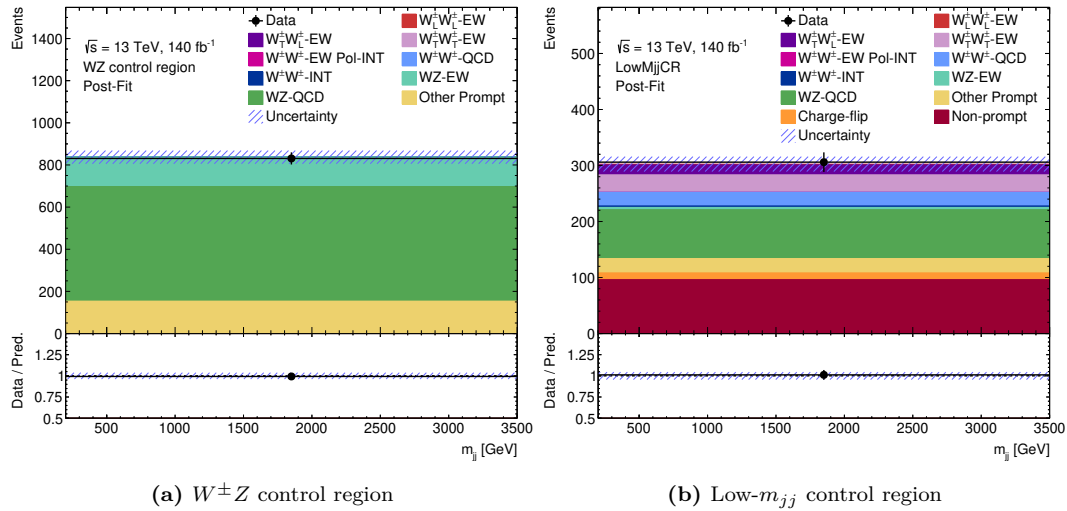 Events
1600
1400
1200
1000
800
600
400
200
0
√s = 13 TeV, 140 fb⁻¹
WZ control region
Post-Fit
Data
W±TW±L-EW
W±W±-EW Pol-INT
W±W±-INT
WZ-QCD
Uncertainty
W±LW±L-EW
W±TW±T-EW
W±W±-QCD
WZ-EW
Other Prompt
Data / Pred.
1.25
1
0.75
0.5
500 1000 1500 2000 2500 3000 3500
mjj [GeV]
(a) W±Z control region
Events
500
400
300
200
100
0
√s = 13 TeV, 140 fb⁻¹
LowMjjCR
Post-Fit
Data
W±TW±L-EW
W±W±-EW Pol-INT
W±W±-INT
WZ-QCD
Charge-flip
Uncertainty
W±LW±L-EW
W±TW±T-EW
W±W±-QCD
WZ-EW
Other Prompt
Non-prompt
Data / Pred.
1.25
1
0.75
0.5
500 1000 1500 2000 2500 3000 3500
mjj [GeV]
(b) Low-mjj control region